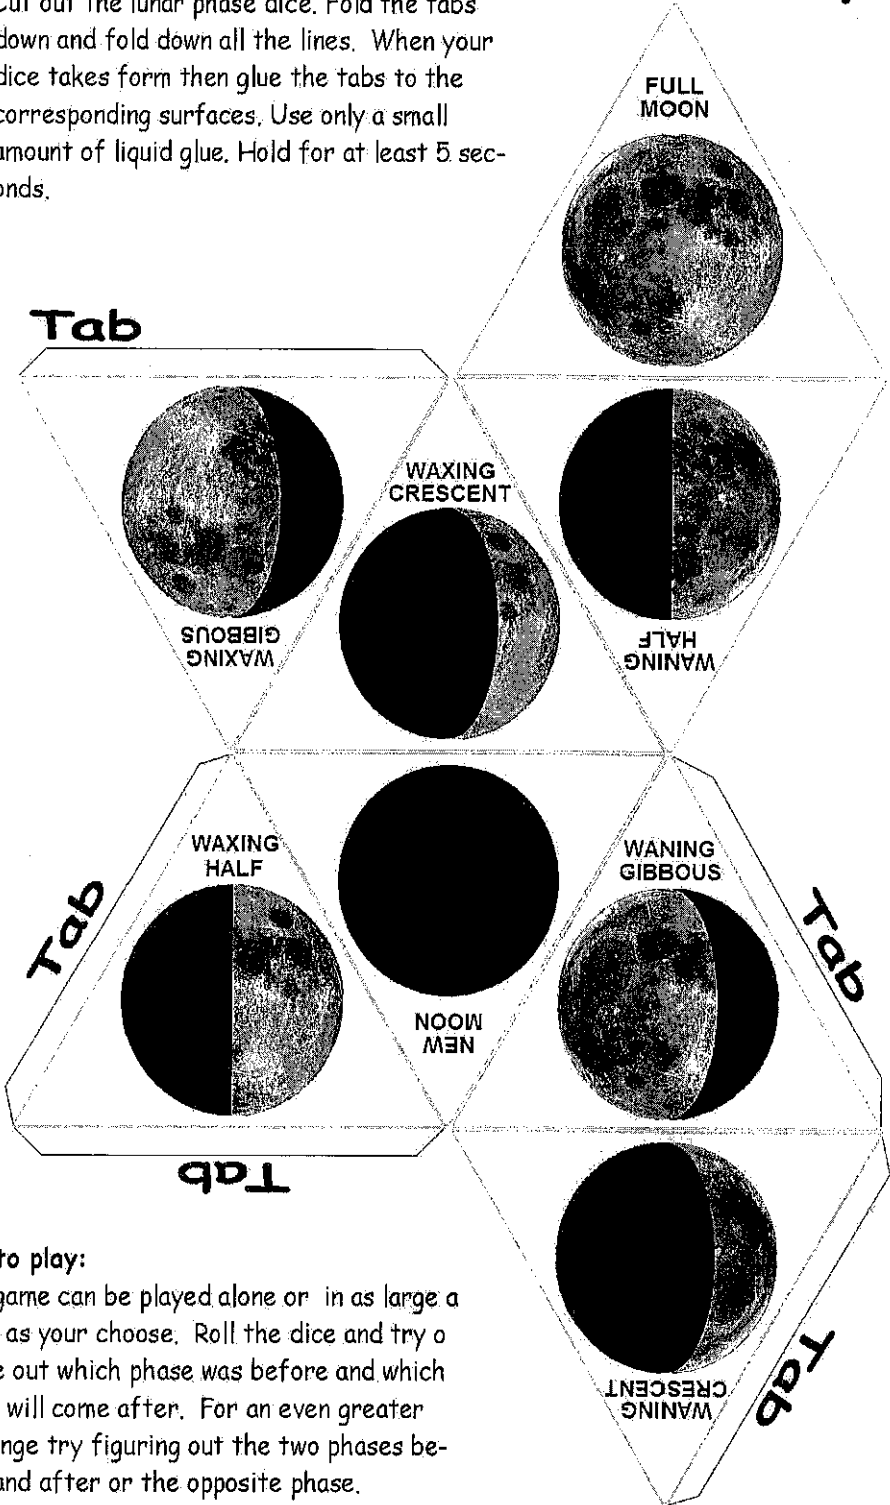 Cut out the lunar phase dice. Fold the tabs
down and fold down all the lines. When your
dice takes form then glue the tabs to the
corresponding surfaces. Use only a small
amount of liquid glue. Hold for at least 5 sec-
onds.
FULL
MOON
Tab
WAXING
GIBBOUS
WAXING
CRESCENT
WANING
HALF
Tab
WAXING
HALF
NEW
MOON
WANING
GIBBOUS
Tab
Tab
WANING
CRESCENT
Tab
to play:
game can be played alone or in as large a
as your choose. Roll the dice and try o
out which phase was before and which
will come after. For an even greater
nge try figuring out the two phases be-
and after or the opposite phase.